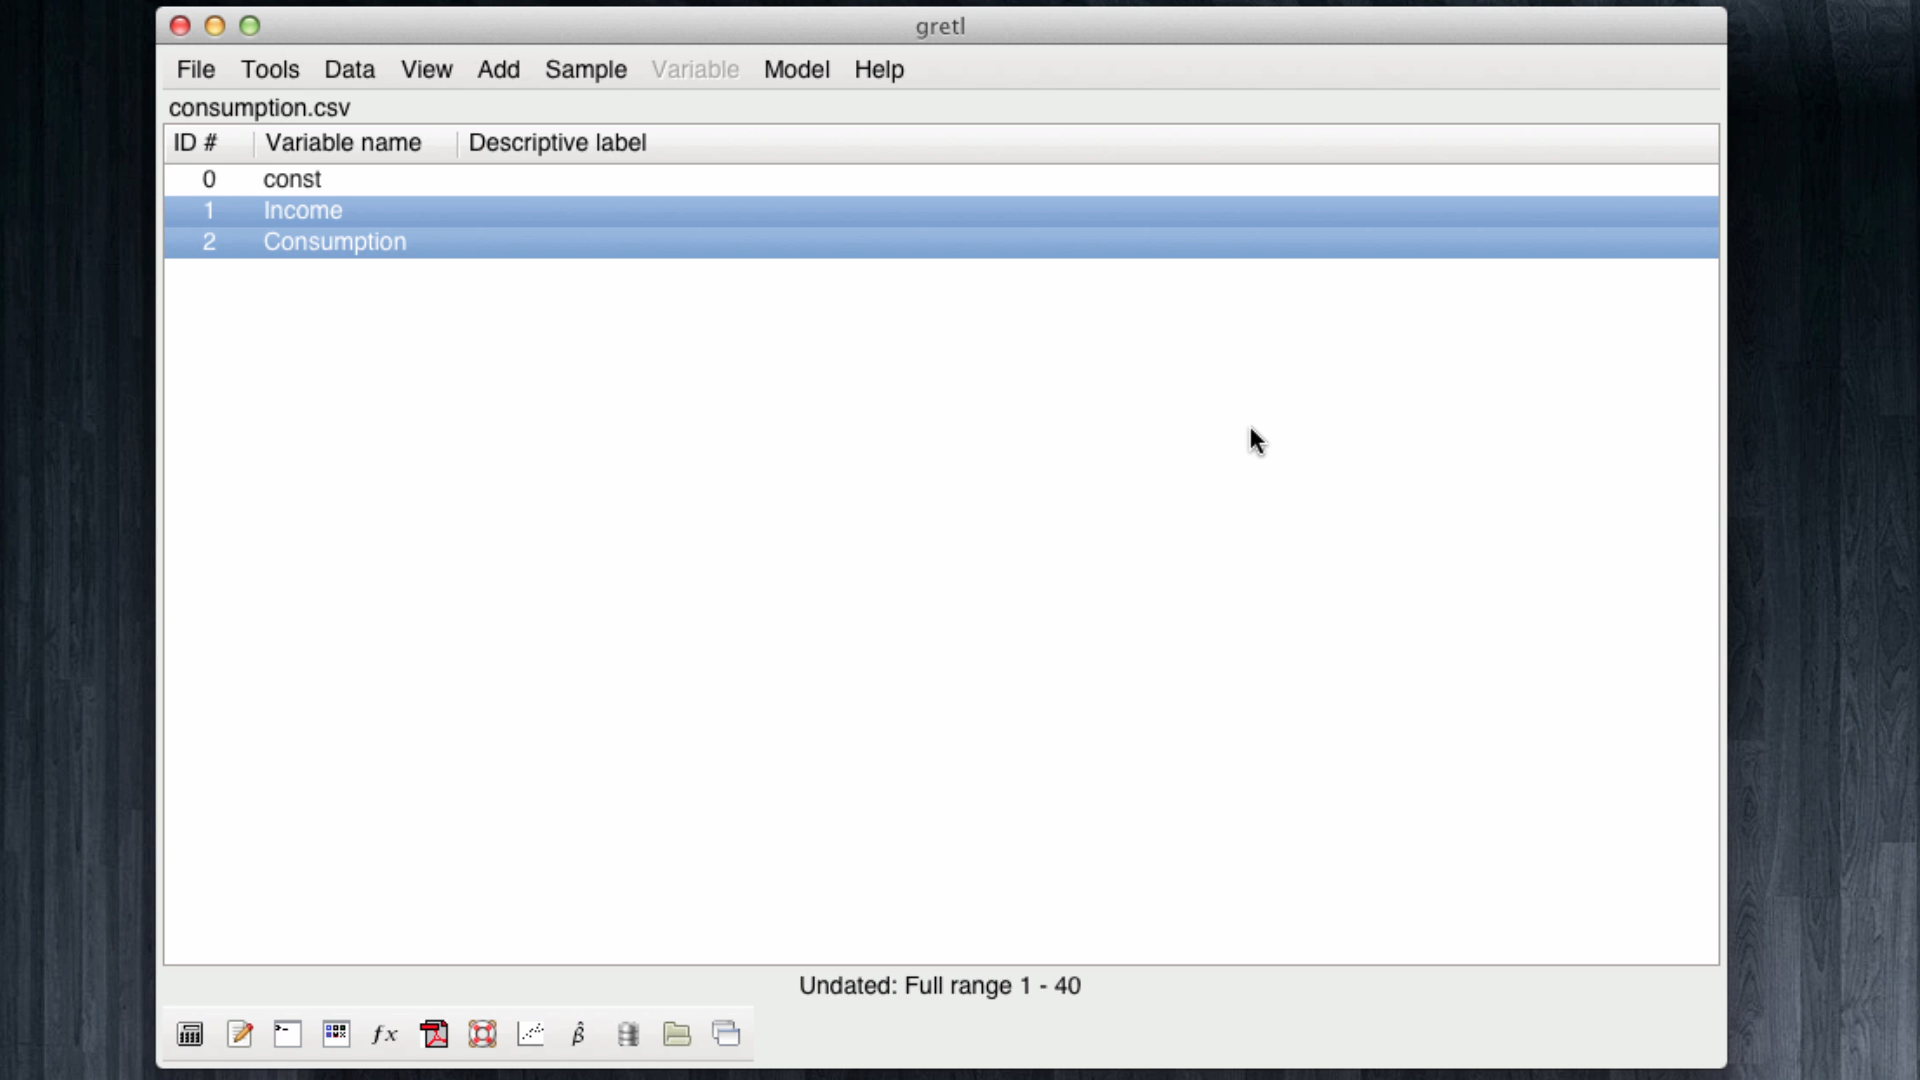 gretl
File Tools Data View Add Sample Variable Model Help
consumption.csv
ID # Variable name Descriptive label
0 const
1 Income
2 Consumption
Undated: Full range 1 - 40
ƒx β̂